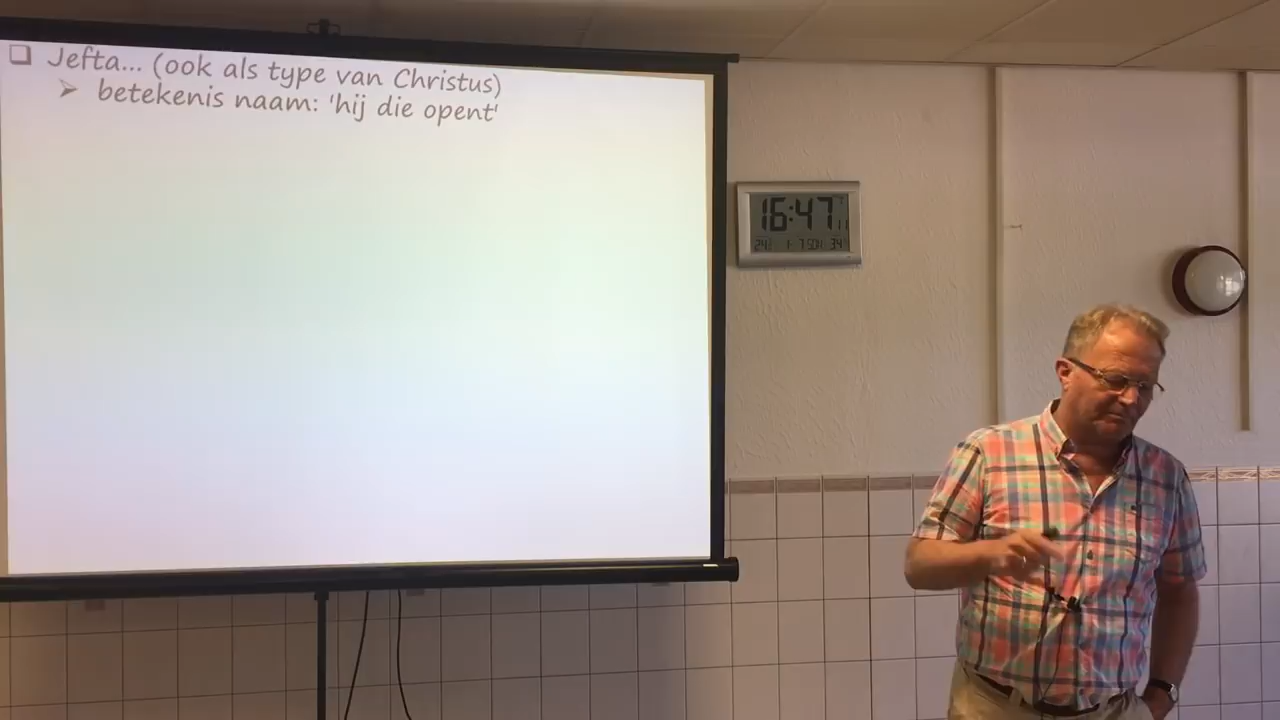 Jefta... (ook als type van Christus)
betekenis naam: 'hij die opent'
16:47